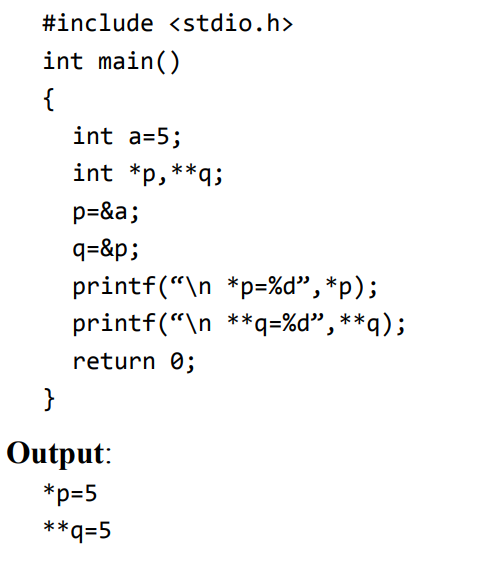 #include <stdio.h>
int main()
{
int a=5;
int *p,**q;
p=&a;
q=&p;
printf(“\n *p=%d”,*p);
printf(“\n **q=%d”,**q);
return 0;
}
Output:
*p=5
**q=5